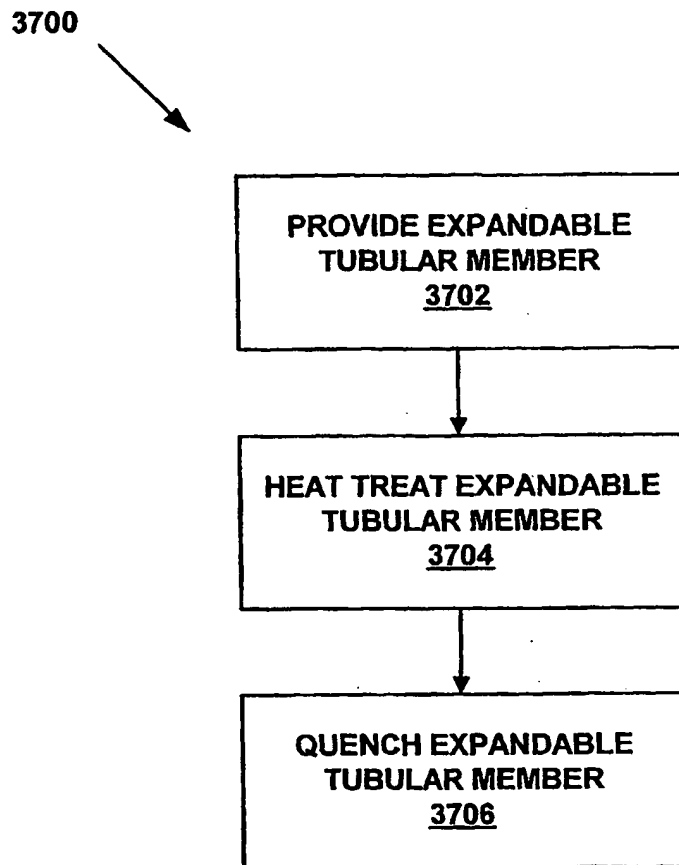 3700
PROVIDE EXPANDABLE
TUBULAR MEMBER
3702
HEAT TREAT EXPANDABLE
TUBULAR MEMBER
3704
QUENCH EXPANDABLE
TUBULAR MEMBER
3706